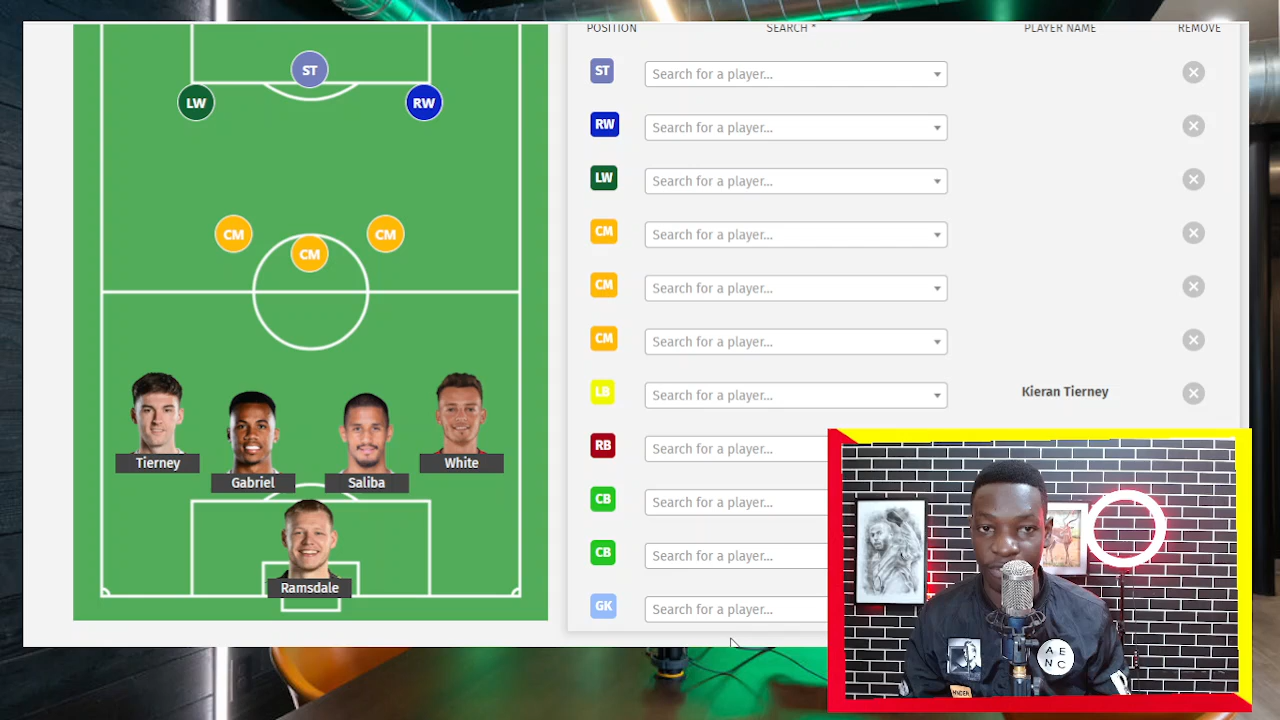 POSITION SEARCH * PLAYER NAME REMOVE
ST
LW
RW
CM
CM
CM
Tierney
Gabriel
Saliba
White
Ramsdale
ST Search for a player...
RW Search for a player...
LW Search for a player...
CM Search for a player...
CM Search for a player...
CM Search for a player...
LB Search for a player... Kieran Tierney
RB Search for a player...
CB Search for a player...
CB Search for a player...
GK Search for a player...
A E
N C